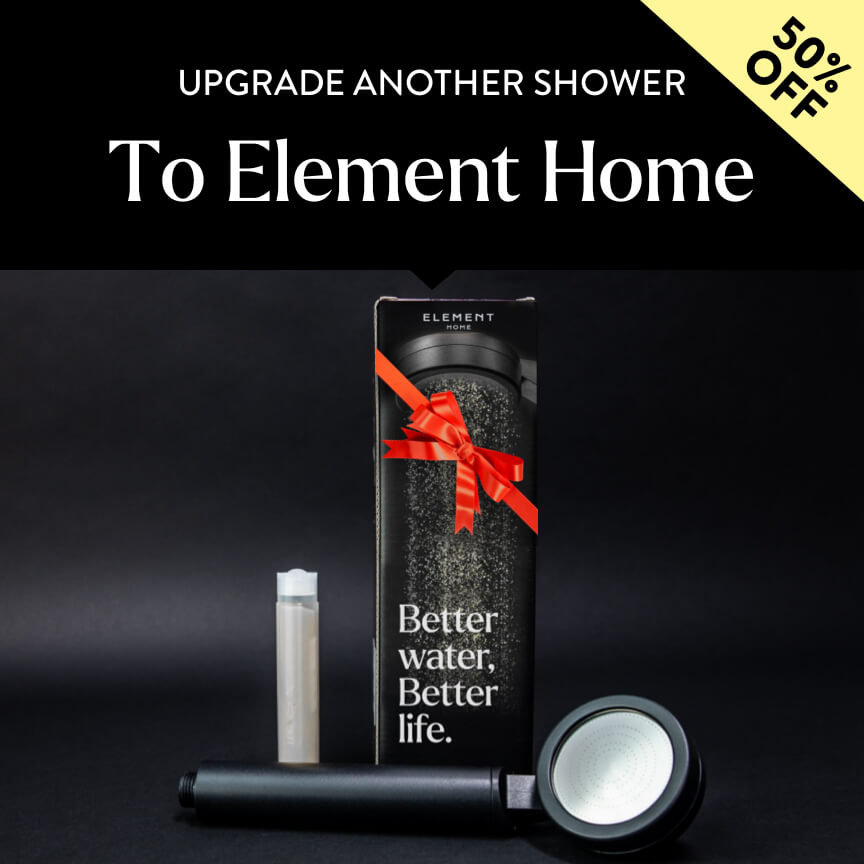 50%
OFF
UPGRADE ANOTHER SHOWER
To Element Home
ELEMENT
HOME
Better
water,
Better
life.